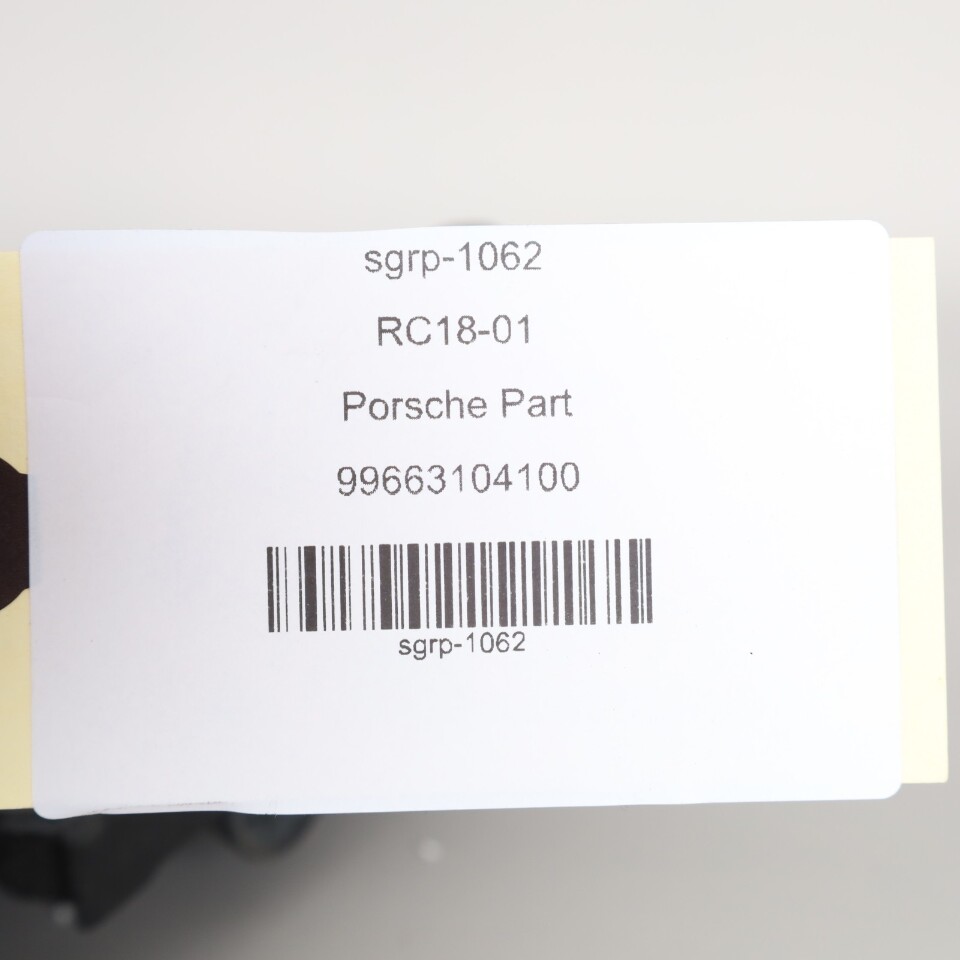 sgrp-1062
RC18-01
Porsche Part
99663104100
sgrp-1062